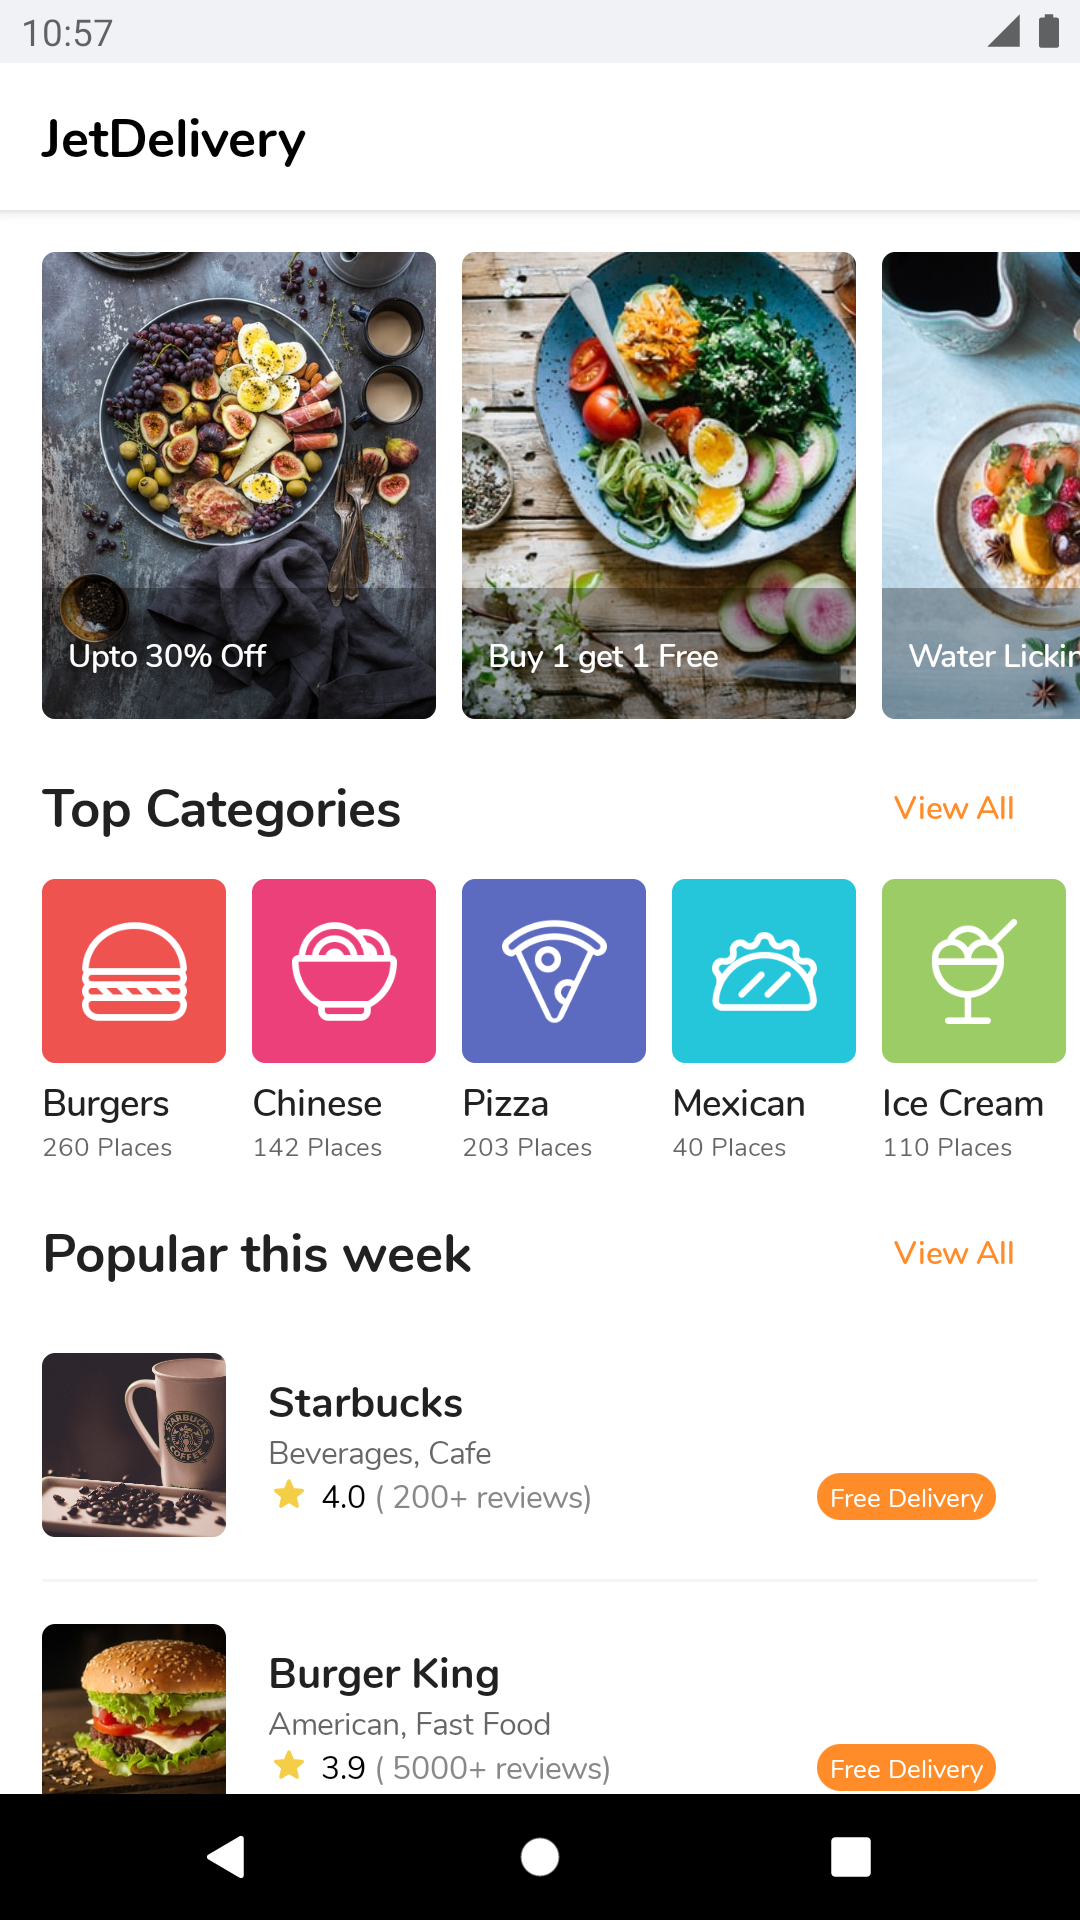 10:57
JetDelivery
Upto 30% Off
Buy 1 get 1 Free
Water Lickin
Top Categories
View All
Burgers
Chinese
Pizza
Mexican
Ice Cream
260 Places
142 Places
203 Places
40 Places
110 Places
Popular this week
View All
STARBUCKS
COFFEE
Starbucks
Beverages, Cafe
4.0 ( 200+ reviews)
Free Delivery
Burger King
American, Fast Food
3.9 ( 5000+ reviews)
Free Delivery